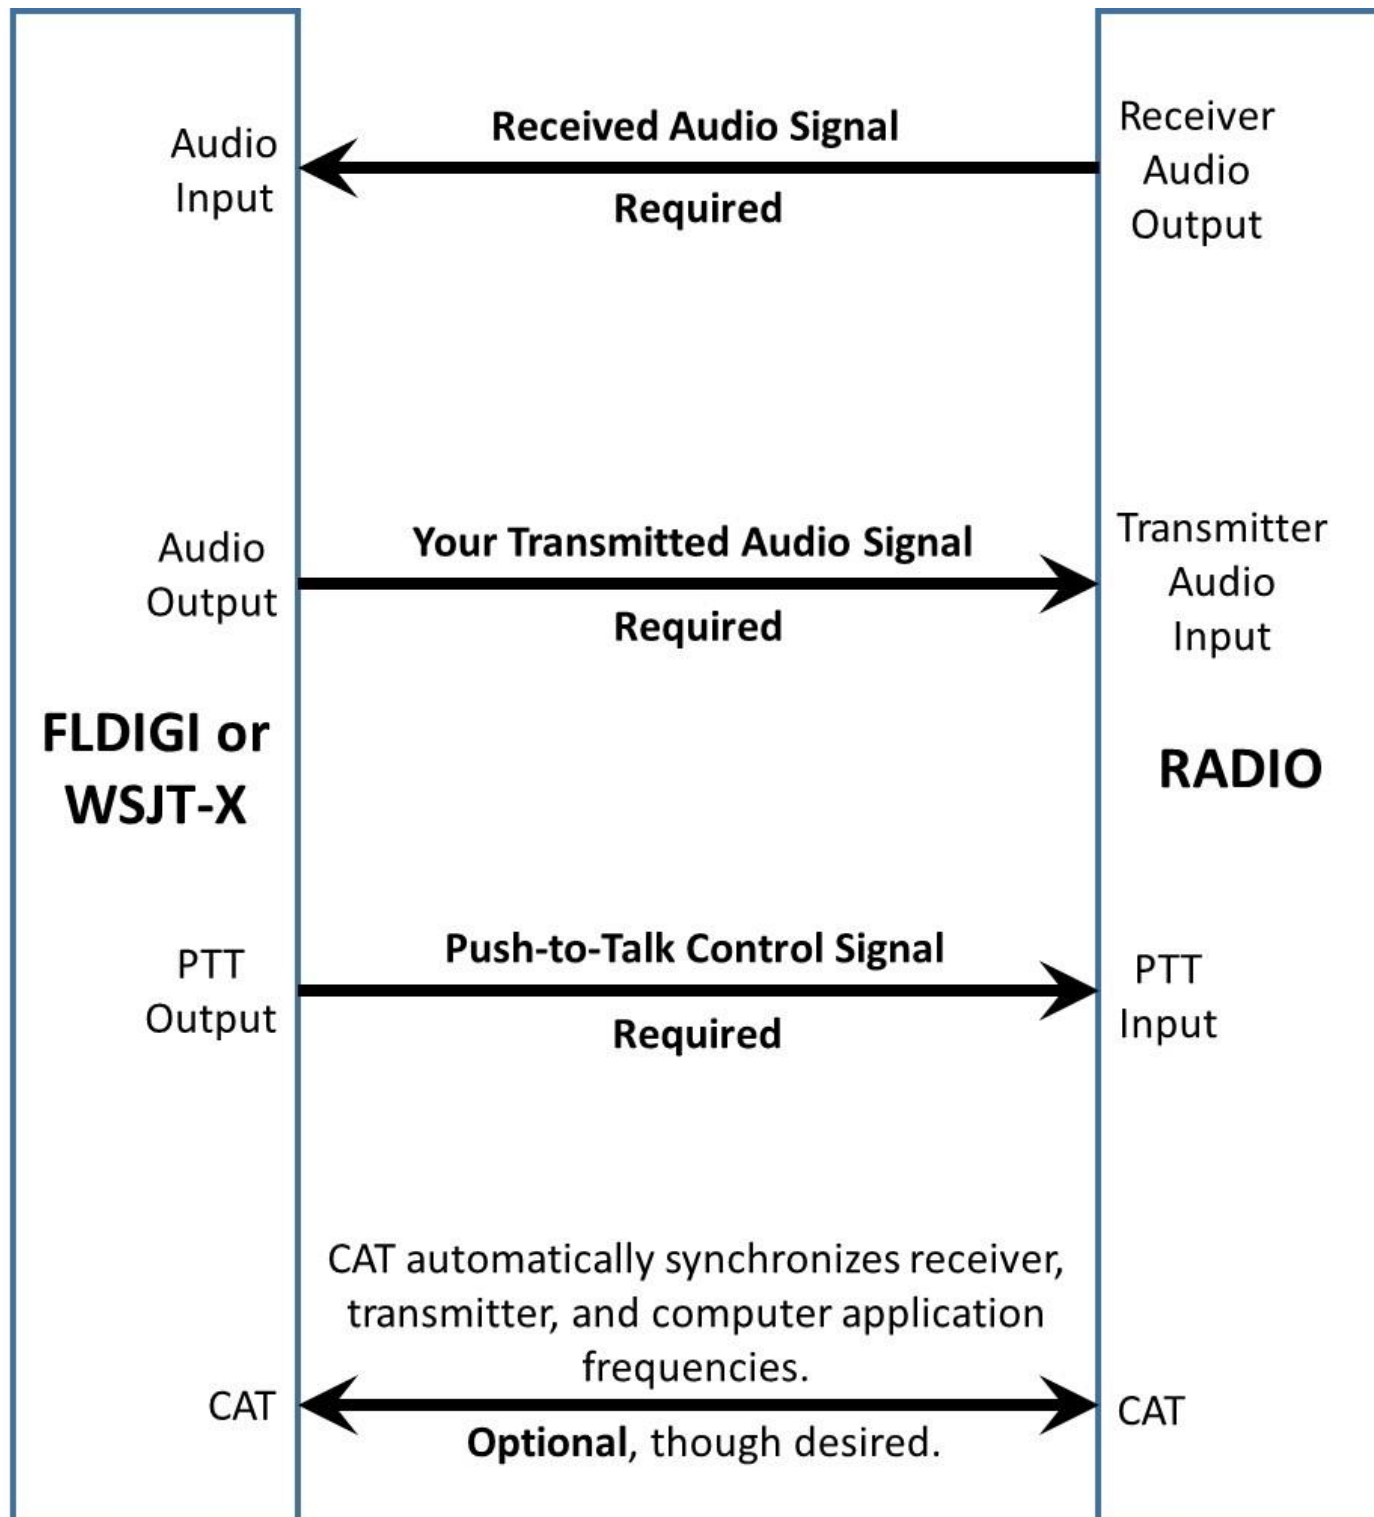 Received Audio Signal
Audio
Input
Required
Receiver
Audio
Output
Your Transmitted Audio Signal
Audio
Output
Required
Transmitter
Audio
Input
FLDIGI or
WSJT-X
RADIO
Push-to-Talk Control Signal
PTT
Output
Required
PTT
Input
CAT automatically synchronizes receiver,
transmitter, and computer application
frequencies.
CAT
Optional, though desired.
CAT